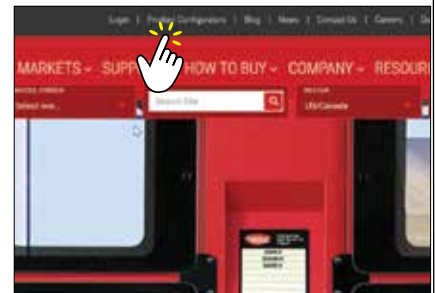 Login | Product Configurators | Blog | News | Contact Us | Careers |
MARKETS SUPP HOW TO BUY COMPANY RESOUR
Select one...
Search Site
US/Canada